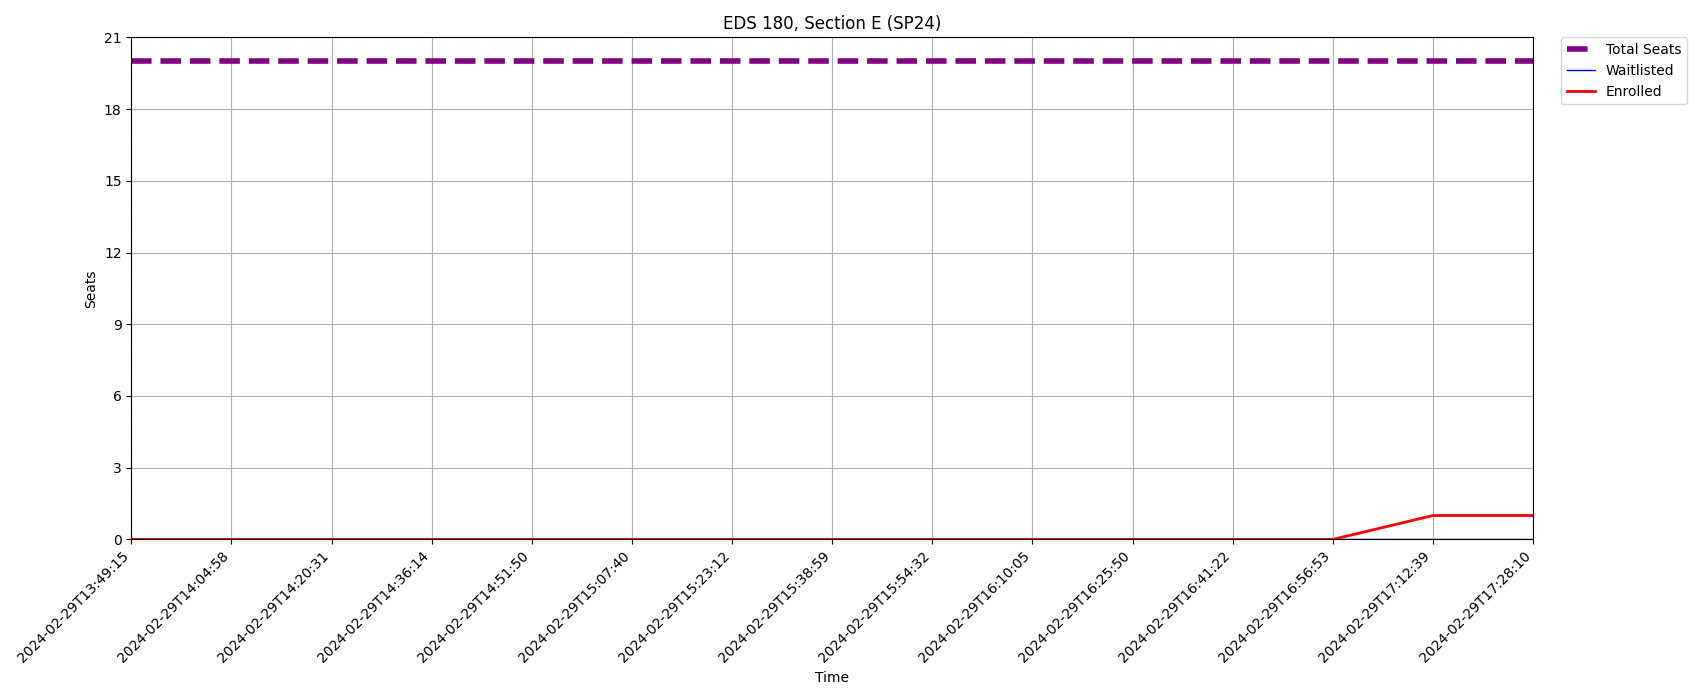 EDS 180, Section E (SP24)
Total Seats
Waitlisted
Enrolled
21
18
15
12
9
6
3
0
Seats
2024-02-29T13:49:15
2024-02-29T14:04:58
2024-02-29T14:20:31
2024-02-29T14:36:14
2024-02-29T14:51:50
2024-02-29T15:07:40
2024-02-29T15:23:12
2024-02-29T15:38:59
2024-02-29T15:54:32
2024-02-29T16:10:05
2024-02-29T16:25:50
2024-02-29T16:41:22
2024-02-29T16:56:53
2024-02-29T17:12:39
2024-02-29T17:28:10
Time